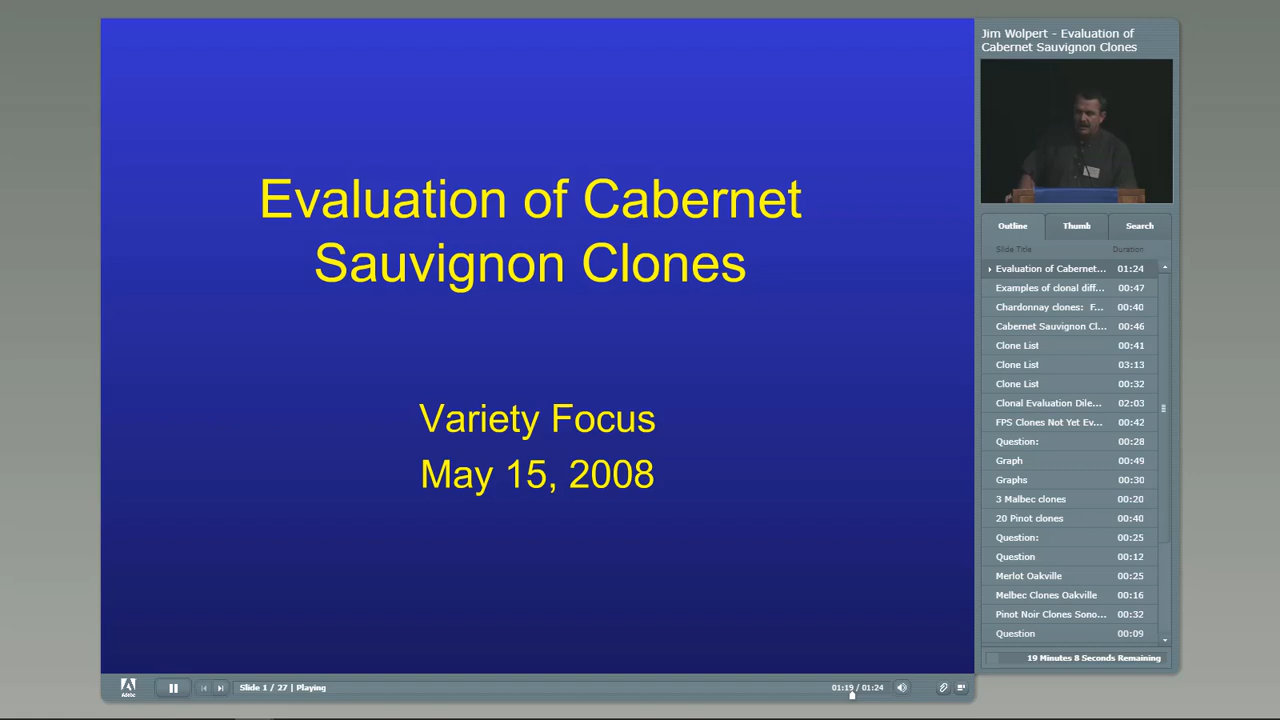 Evaluation of Cabernet
Sauvignon Clones
Variety Focus
May 15, 2008
Jim Wolpert - Evaluation of
Cabernet Sauvignon Clones
Outline Thumb Search
Slide Title Duration
Evaluation of Cabernet... 01:24
Examples of clonal diff... 00:47
Chardonnay clones: F... 00:40
Cabernet Sauvignon Cl... 00:46
Clone List 00:41
Clone List 03:13
Clone List 00:32
Clonal Evaluation Dile... 02:03
FPS Clones Not Yet Ev... 00:42
Question: 00:28
Graph 00:49
Graphs 00:30
3 Malbec clones 00:20
20 Pinot clones 00:40
Question: 00:25
Question 00:12
Merlot Oakville 00:25
Melbec Clones Oakville 00:16
Pinot Noir Clones Sono... 00:32
Question 00:09
19 Minutes 8 Seconds Remaining
Adobe
Slide 1 / 27 | Playing
01:19 / 01:24